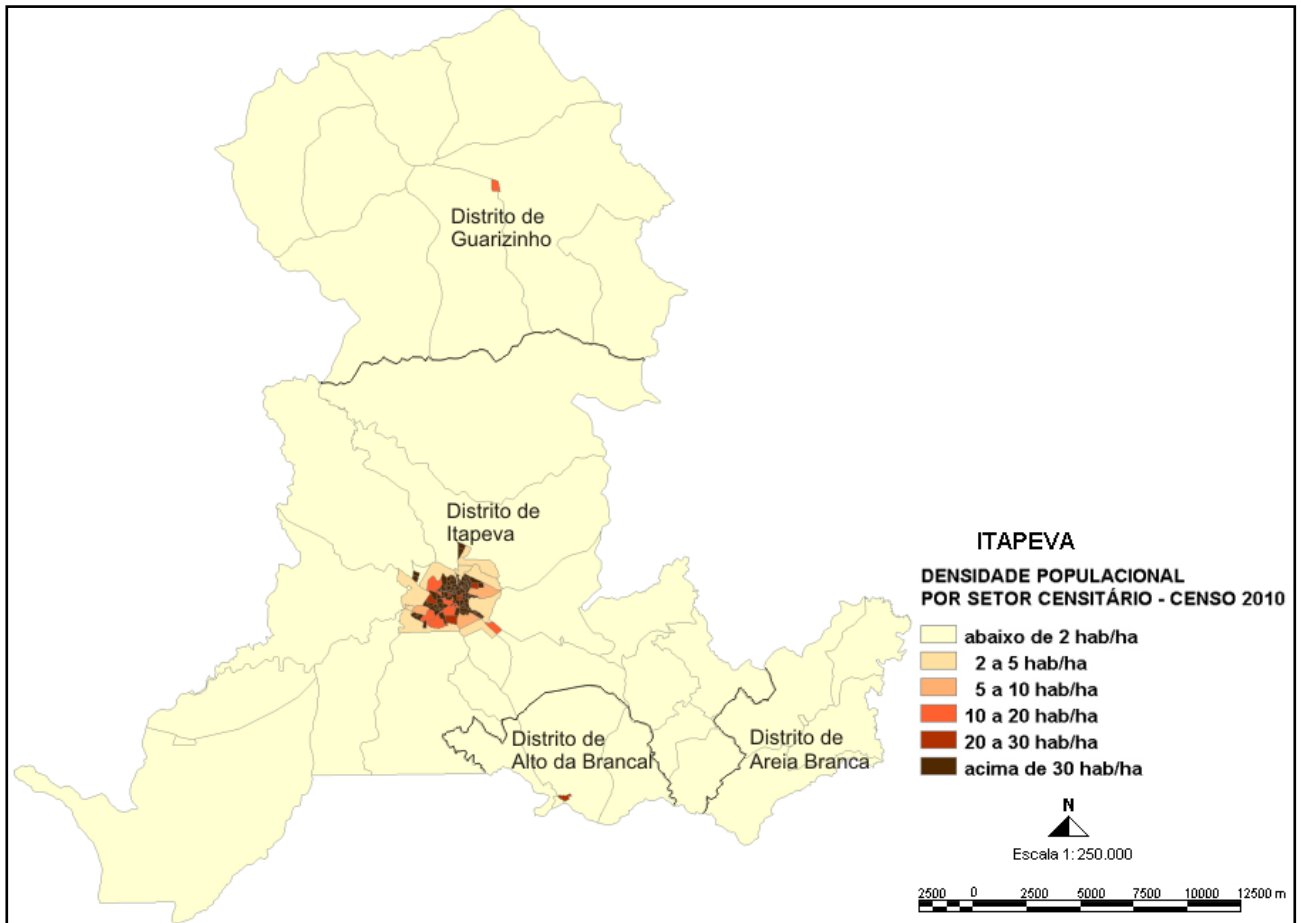 Distrito de
Guarizinho
Distrito de
Itapeva
Distrito de
Alto da Brancal
Distrito de
Areia Branca
ITAPEVA
DENSIDADE POPULACIONAL
POR SETOR CENSITÁRIO - CENSO 2010
abaixo de 2 hab/ha
2 a 5 hab/ha
5 a 10 hab/ha
10 a 20 hab/ha
20 a 30 hab/ha
acima de 30 hab/ha
N
Escala 1:250.000
2500 0 2500 5000 7500 10000 12500 m